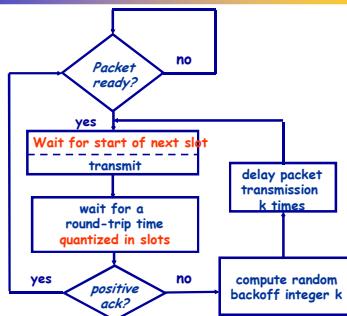 Packet
ready?
no
yes
Wait for start of next slot
transmit
wait for a
round-trip time
quantized in slots
delay packet
transmission
k times
yes
positive
ack?
no
compute random
backoff integer k